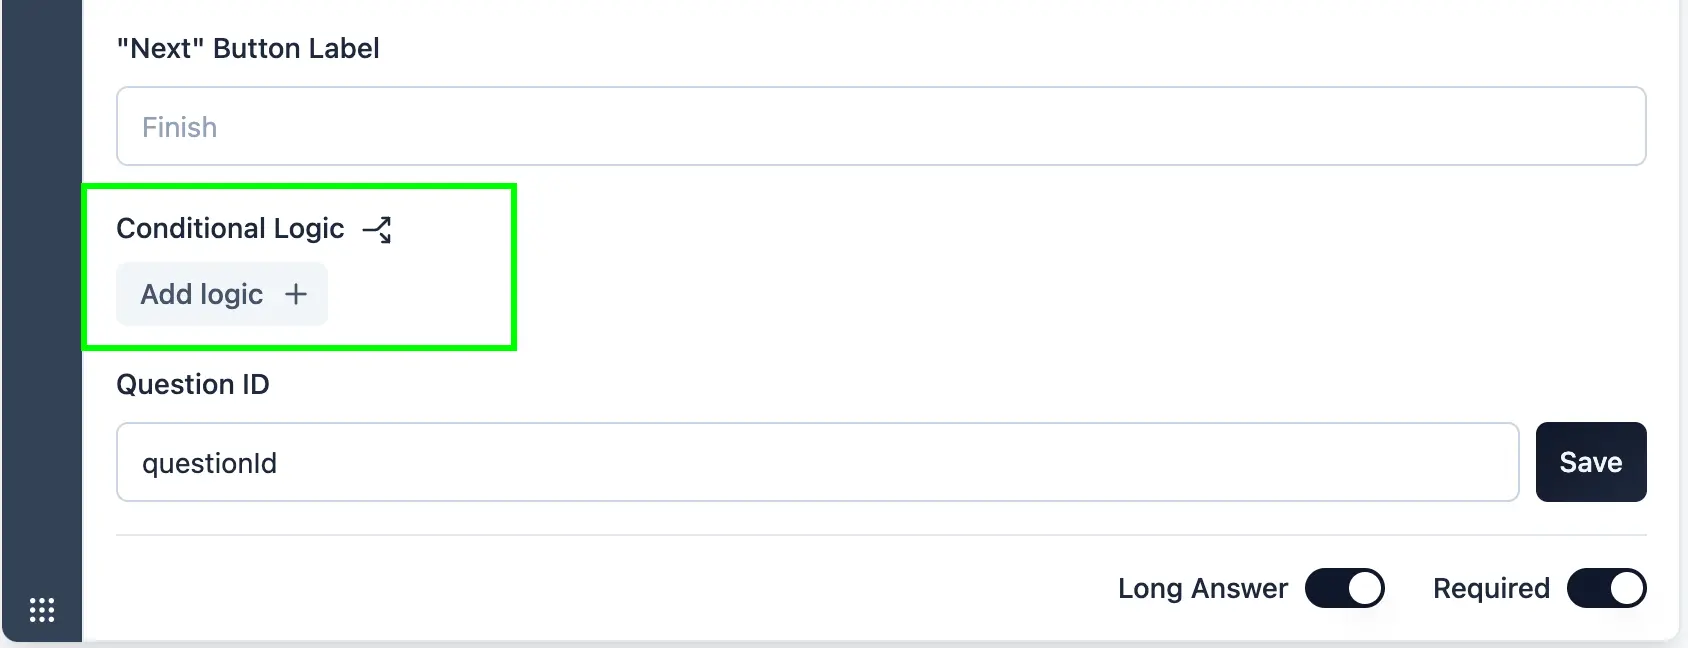 "Next" Button Label
Finish
Conditional Logic
Add logic +
Question ID
questionId
Save
Long Answer
Required